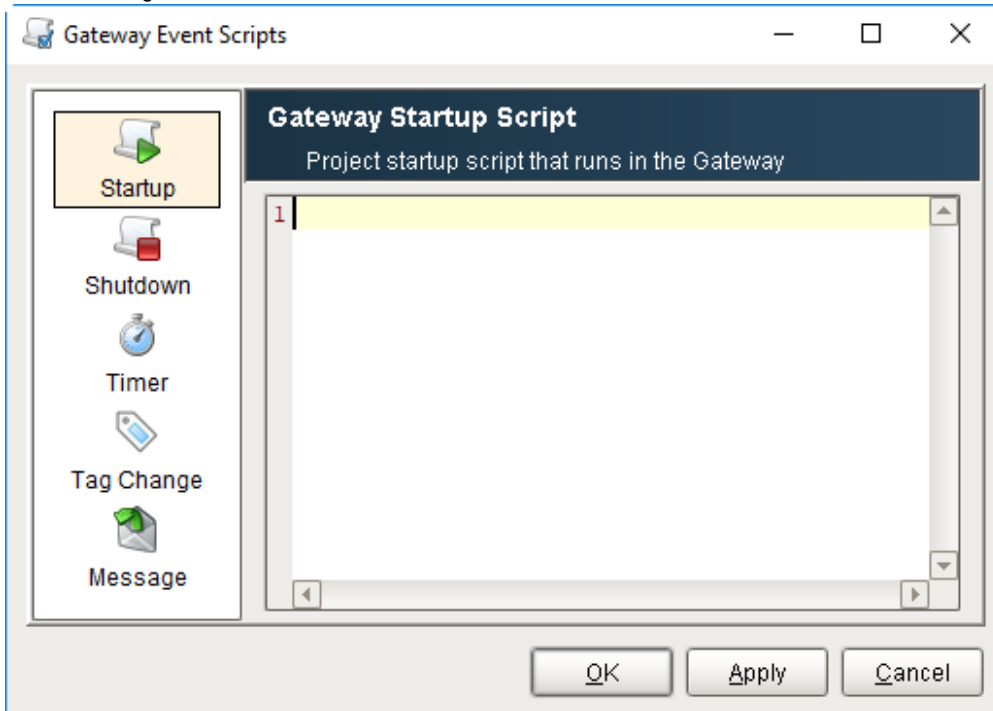 Gateway Event Scripts
Gateway Startup Script
Project startup script that runs in the Gateway
Startup
1
Shutdown
Timer
Tag Change
Message
OK
Apply
Cancel